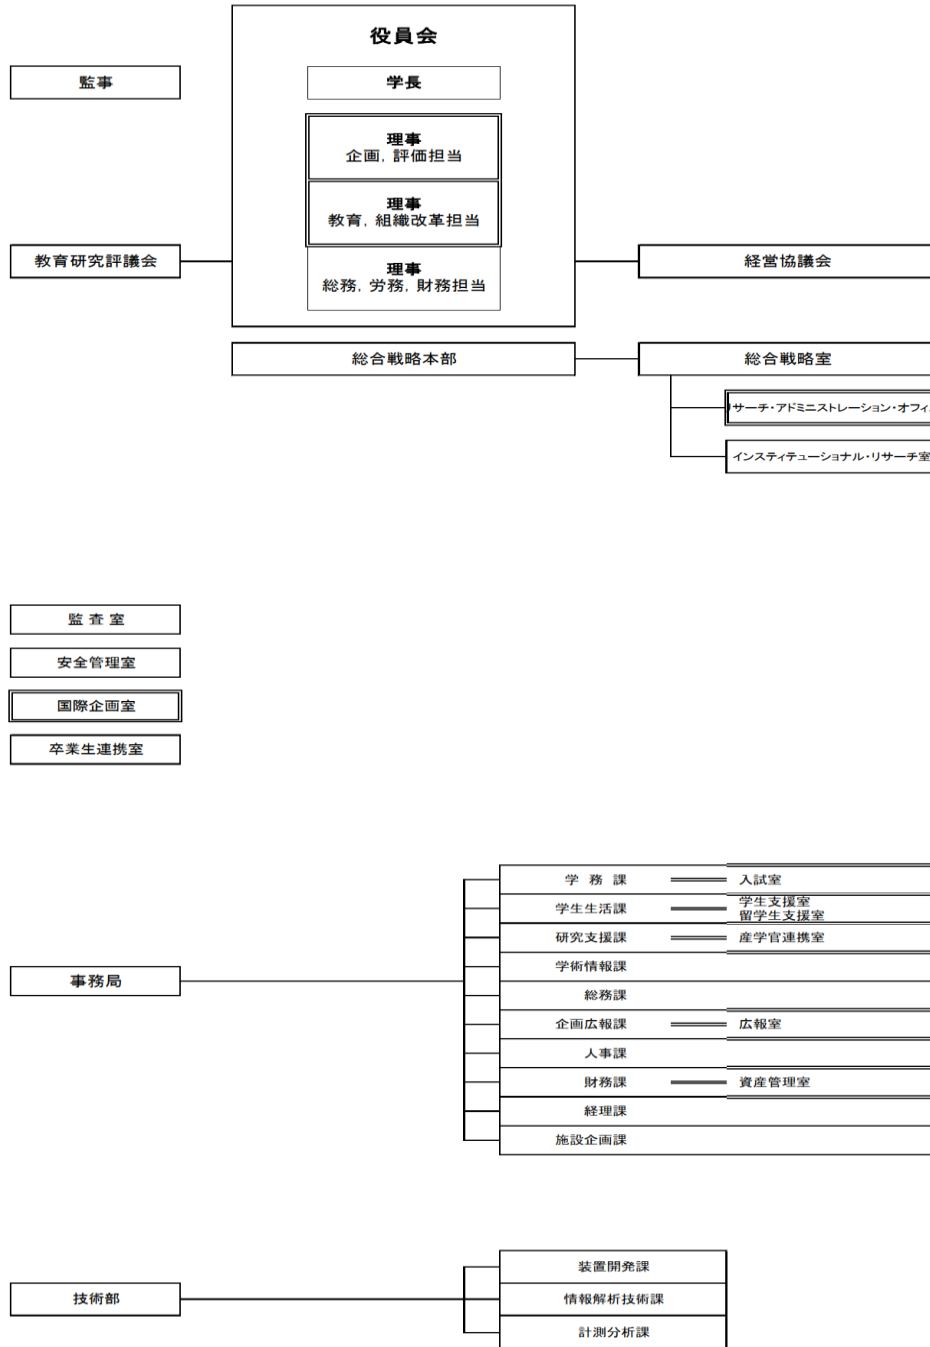 役員会
監事
学長
理事
企画, 評価担当
理事
教育, 組織改革担当
教育研究評議会
理事
総務, 労務, 財務担当
経営協議会
総合戦略本部
総合戦略室
リサーチ・アドミニストレーション・オフィ
インスティテューショナル・リサーチ室
監 査 室
安全管理室
国際企画室
卒業生連携室
事務局
学 務 課
入試室
学生生活課
学生支援室
留学生支援室
研究支援課
産学官連携室
学術情報課
総務課
企画広報課
広報室
人事課
財務課
資産管理室
経理課
施設企画課
技術部
装置開発課
情報解析技術課
計測分析課